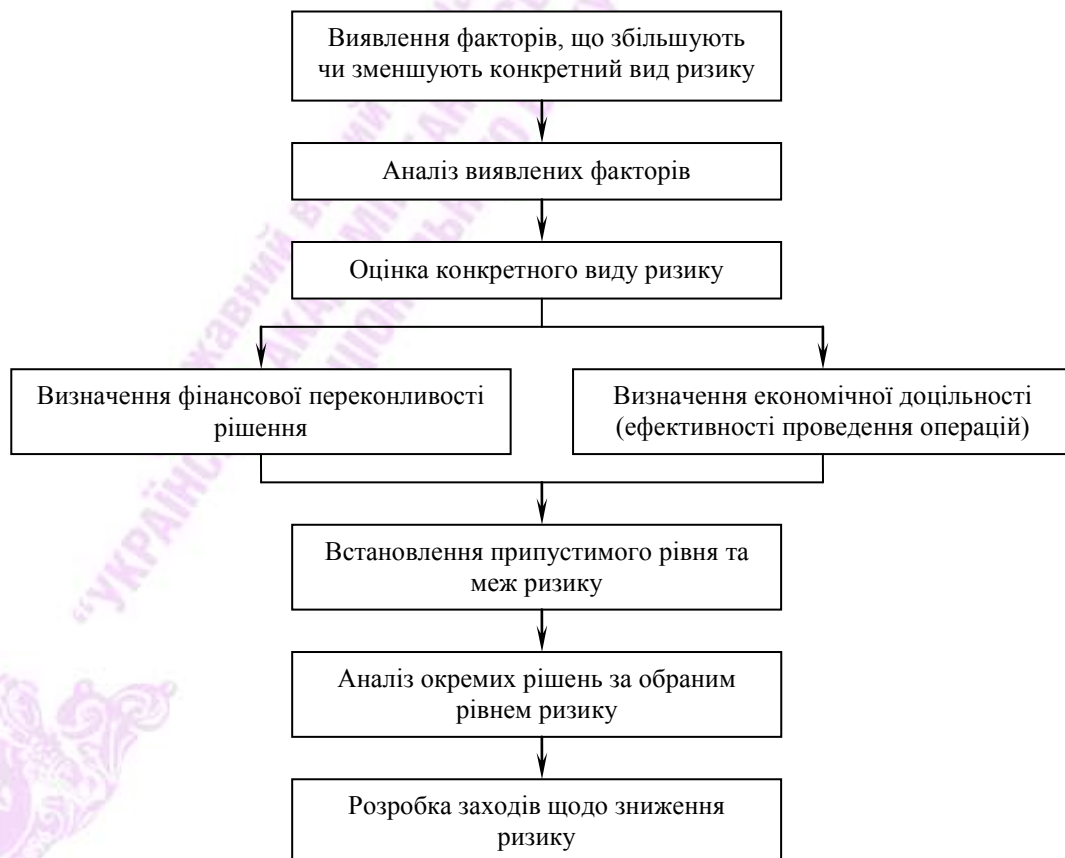 Виявлення факторів, що збільшують
чи зменшують конкретний вид ризику
Аналіз виявлених факторів
Оцінка конкретного виду ризику
Визначення фінансової переконливості
рішення
Визначення економічної доцільності
(ефективності проведення операцій)
Встановлення припустимого рівня та
меж ризику
Аналіз окремих рішень за обраним
рівнем ризику
Розробка заходів щодо зниження
ризику